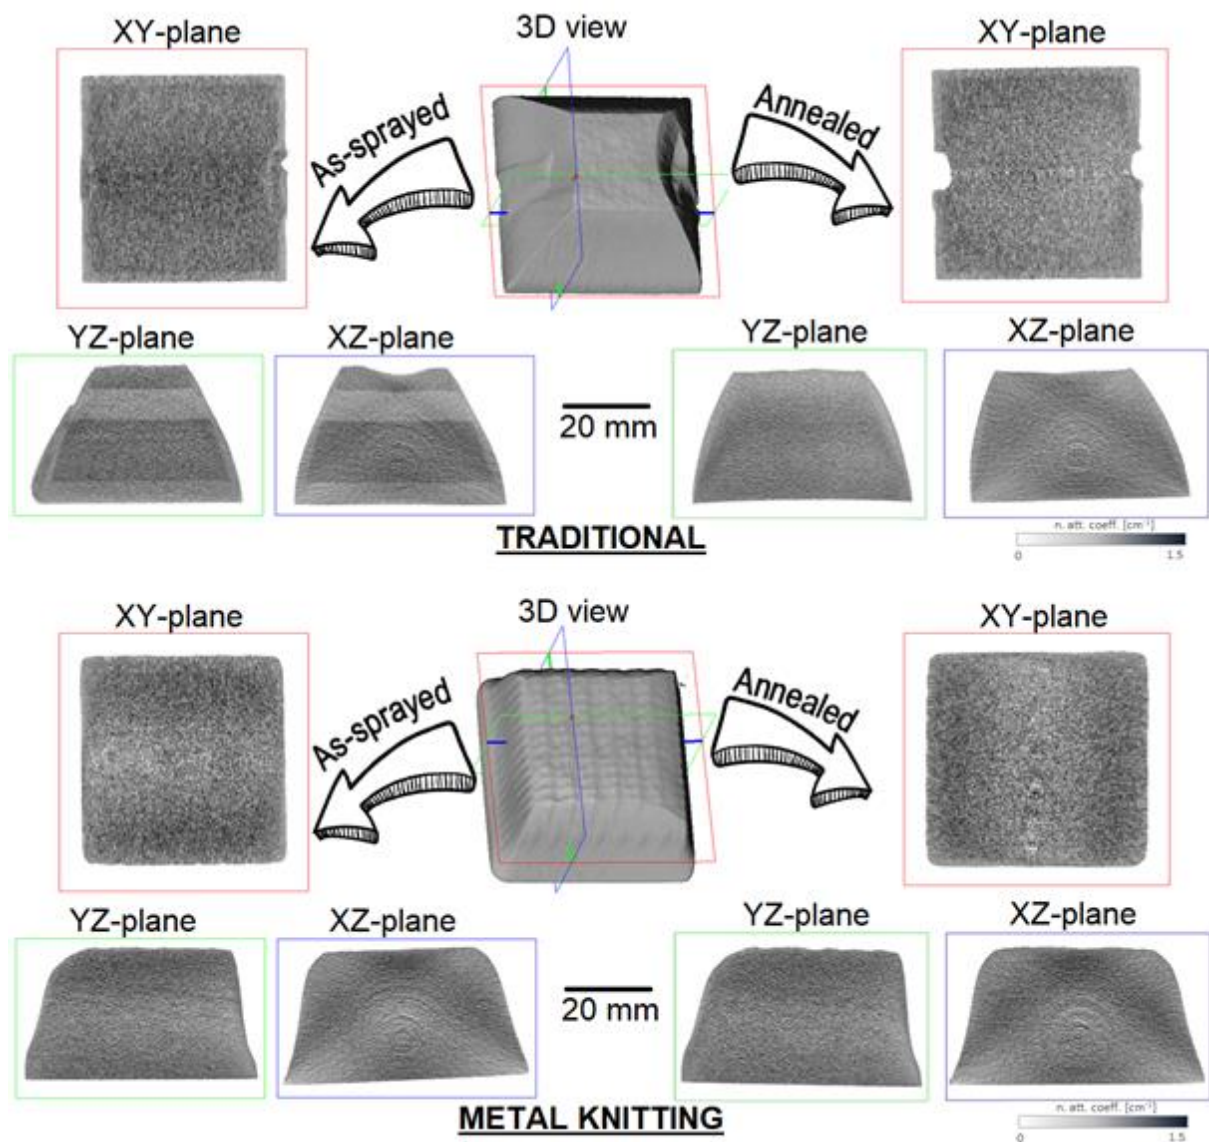 XY-plane
3D view
XY-plane
As-sprayed
Annealed
YZ-plane
XZ-plane
20 mm
YZ-plane
XZ-plane
TRADITIONAL
n. att. coeff. [cm⁻¹]
0
1.5
XY-plane
3D view
XY-plane
As-sprayed
Annealed
YZ-plane
XZ-plane
20 mm
YZ-plane
XZ-plane
METAL KNITTING
n. att. coeff. [cm⁻¹]
0
1.5